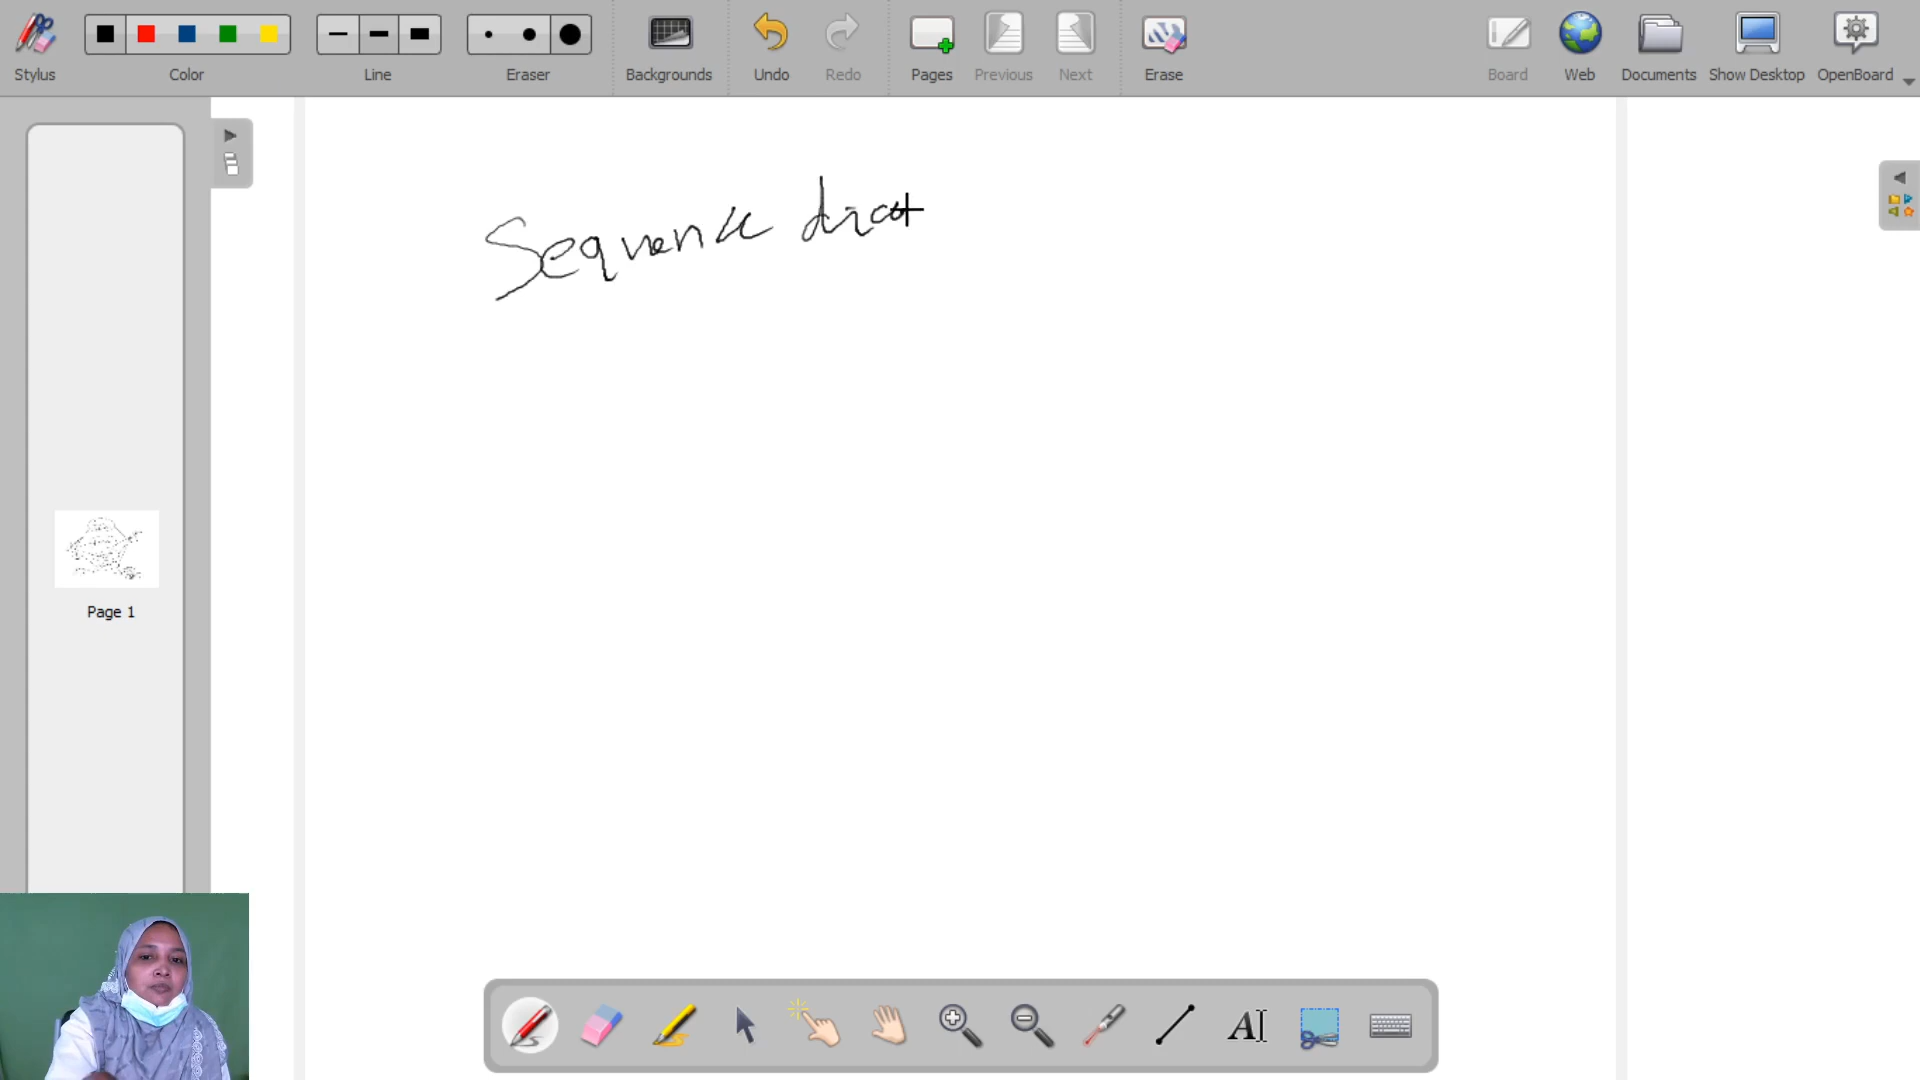 Stylus
Color
Line
Eraser
Backgrounds
Undo
Redo
Pages
Previous
Next
Erase
Board
Web
Documents
Show Desktop
OpenBoard
Sequence dia
Page 1
A